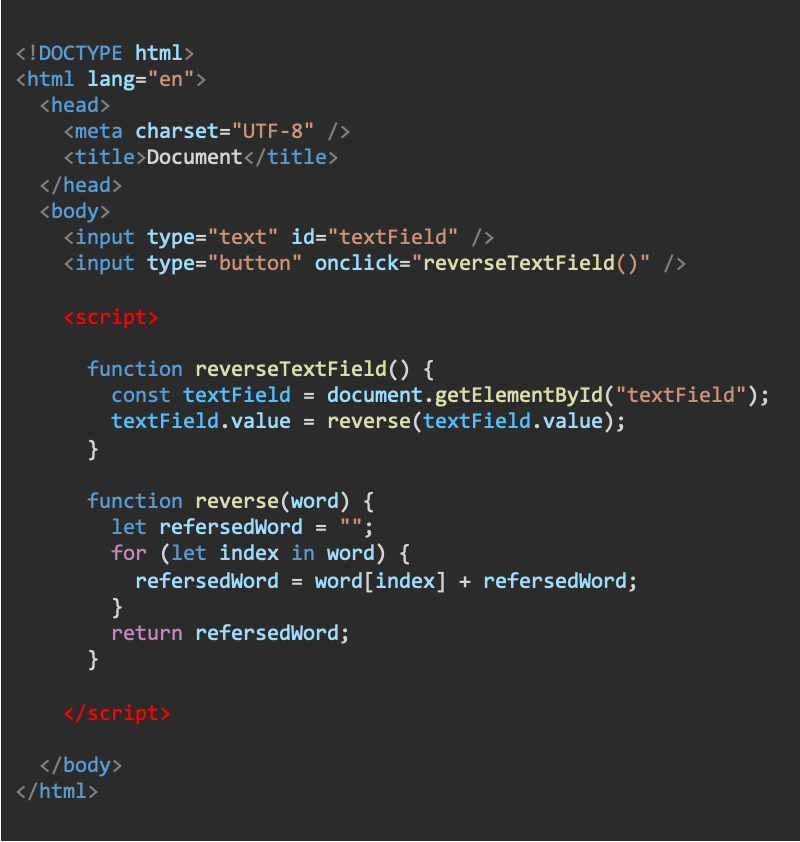 <!DOCTYPE html>
<html lang="en">
<head>
<meta charset="UTF-8" />
<title>Document</title>
</head>
<body>
<input type="text" id="textField" />
<input type="button" onclick="reverseTextField()" />
<script>
function reverseTextField() {
const textField = document.getElementById("textField");
textField.value = reverse(textField.value);
}
function reverse(word) {
let refersedWord = "";
for (let index in word) {
refersedWord = word[index] + refersedWord;
}
return refersedWord;
}
</script>
</body>
</html>